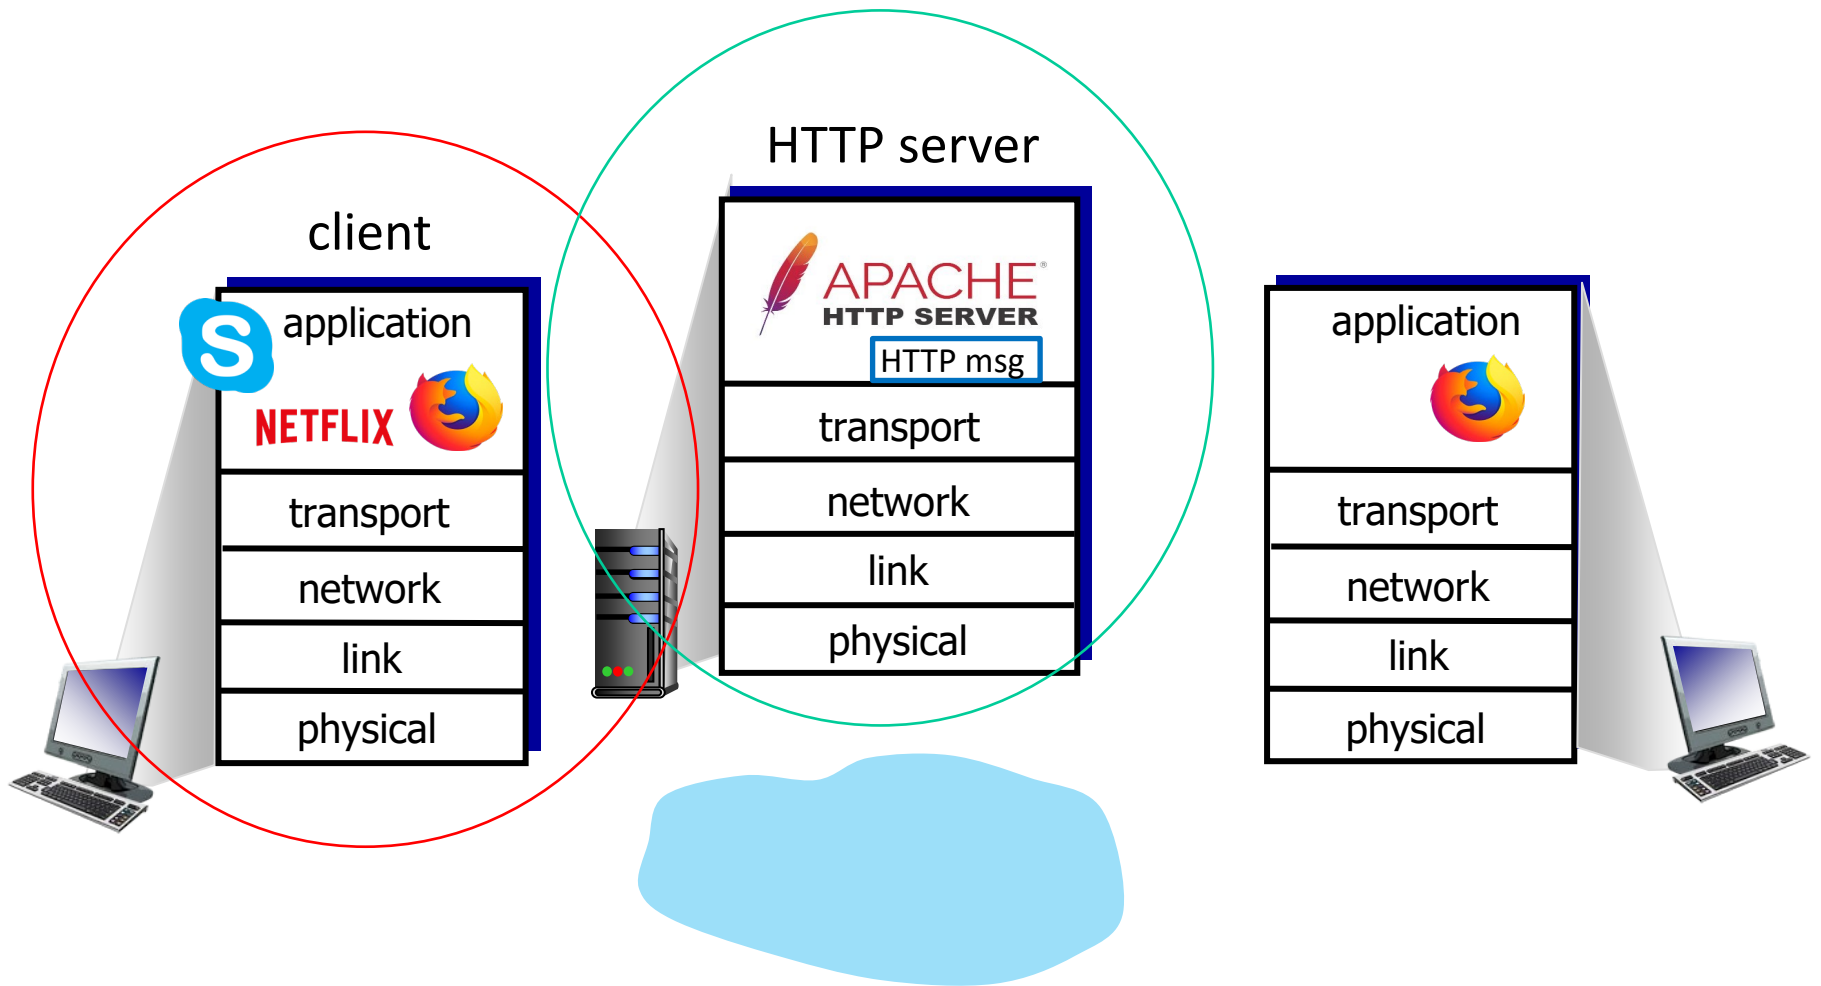 client
S
application
NETFLIX
transport
network
link
physical
HTTP server
APACHE®
HTTP SERVER
HTTP msg
transport
network
link
physical
application
transport
network
link
physical